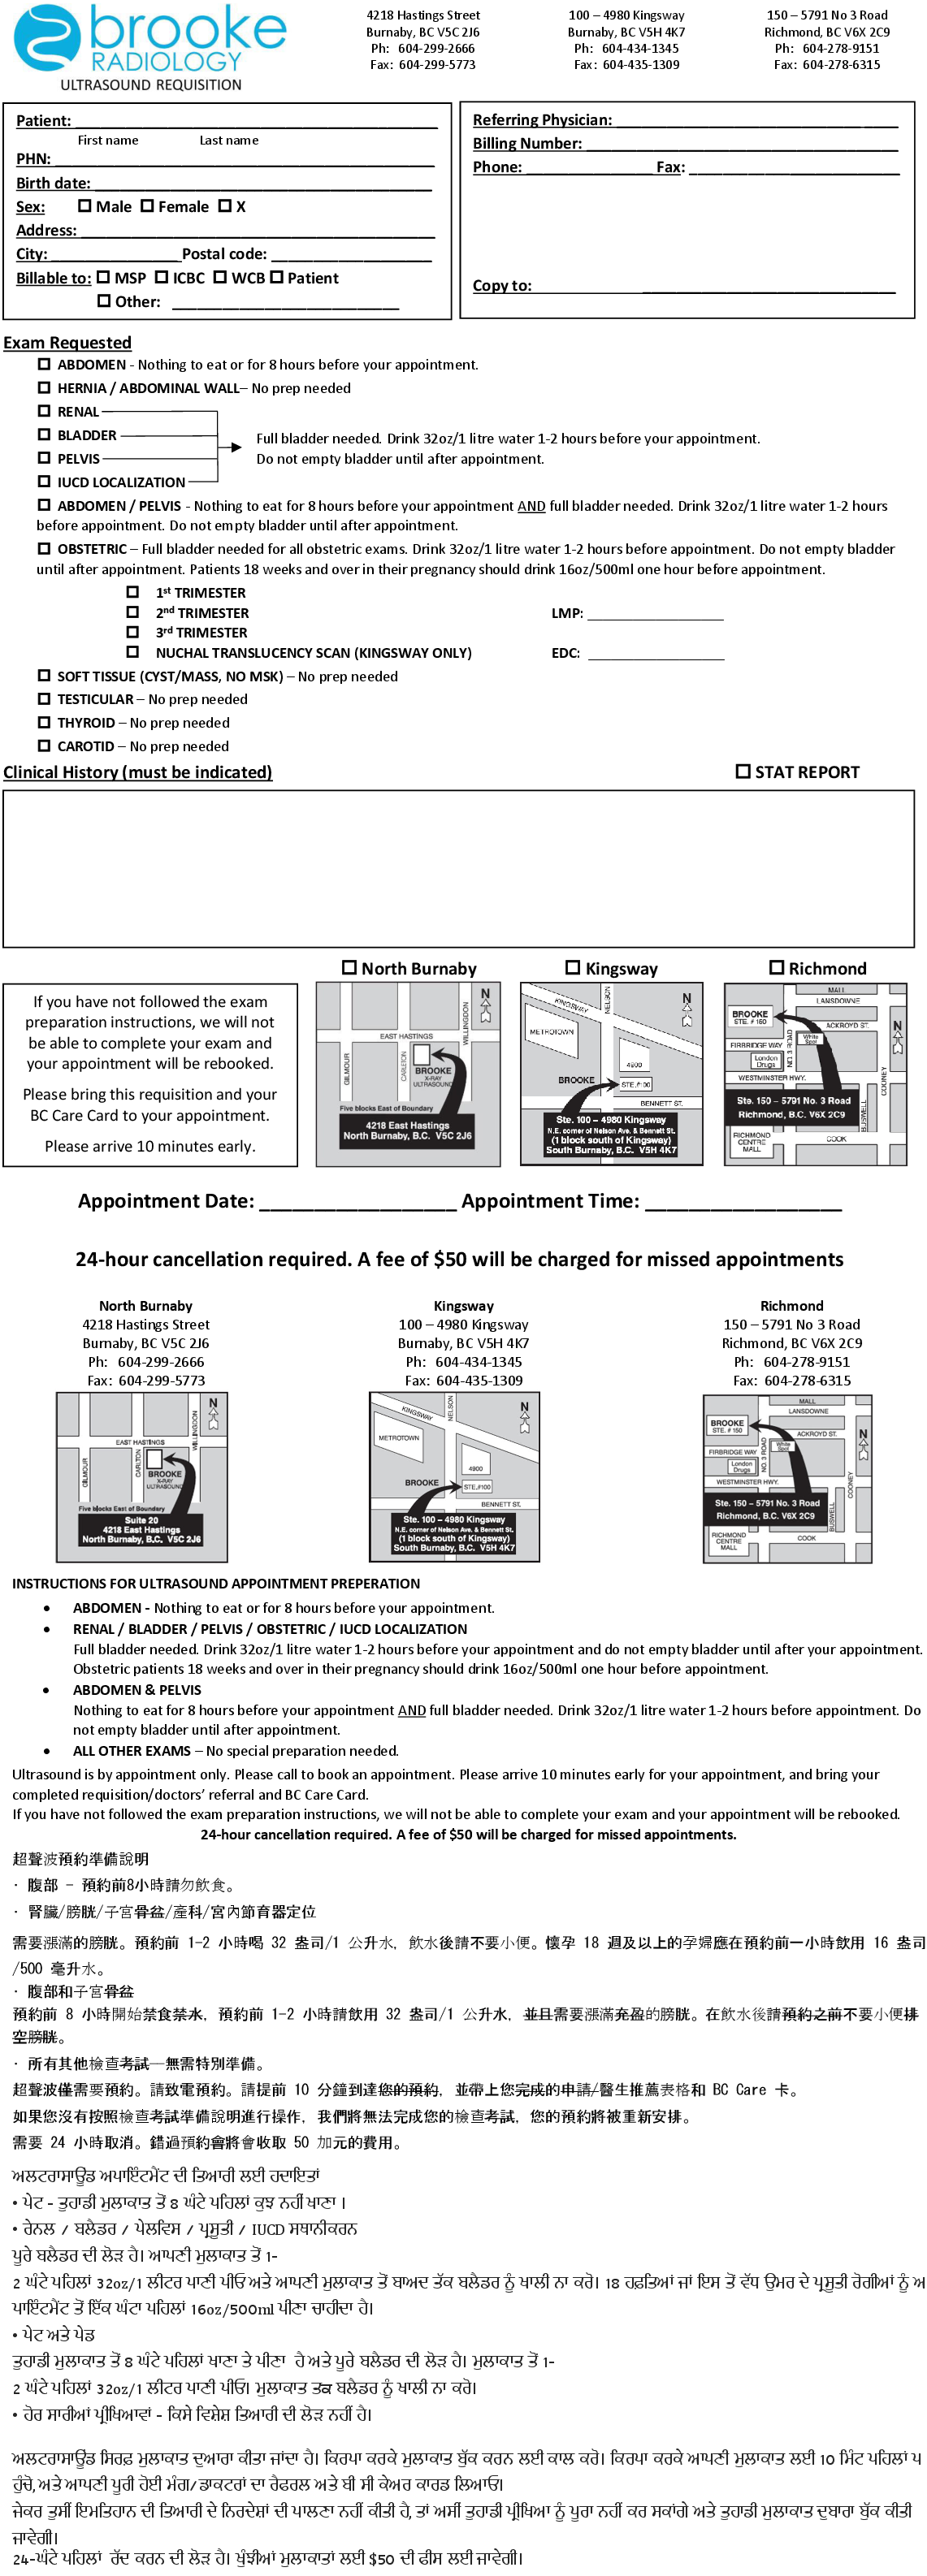 brooke
RADIOLOGY
ULTRASOUND REQUISITION
4218 Hastings Street
Burnaby, BC V5C 2J6
Ph: 604-299-2666
Fax: 604-299-5773
100 – 4980 Kingsway
Burnaby, BC V5H 4K7
Ph: 604-434-1345
Fax: 604-435-1309
150 – 5791 No 3 Road
Richmond, BC V6X 2C9
Ph: 604-278-9151
Fax: 604-278-6315
Patient:
First name Last name
PHN:
Birth date:
Sex: ☐ Male ☐ Female ☐ X
Address:
City: Postal code:
Billable to: ☐ MSP ☐ ICBC ☐ WCB ☐ Patient
☐ Other:
Referring Physician:
Billing Number:
Phone: Fax:
Copy to:
Exam Requested
☐ ABDOMEN - Nothing to eat or for 8 hours before your appointment.
☐ HERNIA / ABDOMINAL WALL– No prep needed
☐ RENAL
☐ BLADDER
☐ PELVIS
☐ IUCD LOCALIZATION
Full bladder needed. Drink 32oz/1 litre water 1-2 hours before your appointment.
Do not empty bladder until after appointment.
☐ ABDOMEN / PELVIS - Nothing to eat for 8 hours before your appointment AND full bladder needed. Drink 32oz/1 litre water 1-2 hours
before appointment. Do not empty bladder until after appointment.
☐ OBSTETRIC – Full bladder needed for all obstetric exams. Drink 32oz/1 litre water 1-2 hours before appointment. Do not empty bladder
until after appointment. Patients 18 weeks and over in their pregnancy should drink 16oz/500ml one hour before appointment.
☐ 1st TRIMESTER
☐ 2nd TRIMESTER LMP:
☐ 3rd TRIMESTER
☐ NUCHAL TRANSLUCENCY SCAN (KINGSWAY ONLY) EDC:
☐ SOFT TISSUE (CYST/MASS, NO MSK) – No prep needed
☐ TESTICULAR – No prep needed
☐ THYROID – No prep needed
☐ CAROTID – No prep needed
Clinical History (must be indicated) ☐ STAT REPORT
If you have not followed the exam
preparation instructions, we will not
be able to complete your exam and
your appointment will be rebooked.
Please bring this requisition and your
BC Care Card to your appointment.
Please arrive 10 minutes early.
☐ North Burnaby
N
EAST HASTINGS
WILLINGDON
GILMOUR
CARLTON
BROOKE
X-RAY
ULTRASOUND
Five blocks East of Boundary
4218 East Hastings
North Burnaby, B.C. V5C 2J6
☐ Kingsway
KINGSWAY
NELSON
N
METROTOWN
4900
BROOKE
STE.#100
BENNETT ST.
Ste. 100 – 4980 Kingsway
N.E. corner of Nelson Ave. & Bennett St.
(1 block south of Kingsway)
South Burnaby, B.C. V5H 4K7
☐ Richmond
MALL
LANSDOWNE
BROOKE
STE. # 150
ACKROYD ST.
N
FIRBRIDGE WAY
NO. 3 ROAD
White Spot
London Drugs
WESTMINSTER HWY.
COONEY
Ste. 150 – 5791 No. 3 Road
Richmond, B.C. V6X 2C9
BUSWELL
RICHMOND CENTRE MALL
COOK
Appointment Date: Appointment Time:
24-hour cancellation required. A fee of $50 will be charged for missed appointments
North Burnaby
4218 Hastings Street
Burnaby, BC V5C 2J6
Ph: 604-299-2666
Fax: 604-299-5773
N
EAST HASTINGS
WILLINGDON
GILMOUR
CARLTON
BROOKE
X-RAY
ULTRASOUND
Five blocks East of Boundary
Suite 20
4218 East Hastings
North Burnaby, B.C. V5C 2J6
Kingsway
100 – 4980 Kingsway
Burnaby, BC V5H 4K7
Ph: 604-434-1345
Fax: 604-435-1309
KINGSWAY
NELSON
N
METROTOWN
4900
BROOKE
STE.#100
BENNETT ST.
Ste. 100 – 4980 Kingsway
N.E. corner of Nelson Ave. & Bennett St.
(1 block south of Kingsway)
South Burnaby, B.C. V5H 4K7
Richmond
150 – 5791 No 3 Road
Richmond, BC V6X 2C9
Ph: 604-278-9151
Fax: 604-278-6315
MALL
LANSDOWNE
BROOKE
STE. # 150
ACKROYD ST.
N
FIRBRIDGE WAY
NO. 3 ROAD
White Spot
London Drugs
WESTMINSTER HWY.
COONEY
Ste. 150 – 5791 No. 3 Road
Richmond, B.C. V6X 2C9
BUSWELL
RICHMOND CENTRE MALL
COOK
INSTRUCTIONS FOR ULTRASOUND APPOINTMENT PREPERATION
• ABDOMEN - Nothing to eat or for 8 hours before your appointment.
• RENAL / BLADDER / PELVIS / OBSTETRIC / IUCD LOCALIZATION
Full bladder needed. Drink 32oz/1 litre water 1-2 hours before your appointment and do not empty bladder until after your appointment.
Obstetric patients 18 weeks and over in their pregnancy should drink 16oz/500ml one hour before appointment.
• ABDOMEN & PELVIS
Nothing to eat for 8 hours before your appointment AND full bladder needed. Drink 32oz/1 litre water 1-2 hours before appointment. Do
not empty bladder until after appointment.
• ALL OTHER EXAMS – No special preparation needed.
Ultrasound is by appointment only. Please call to book an appointment. Please arrive 10 minutes early for your appointment, and bring your
completed requisition/doctors’ referral and BC Care Card.
If you have not followed the exam preparation instructions, we will not be able to complete your exam and your appointment will be rebooked.
24-hour cancellation required. A fee of $50 will be charged for missed appointments.
超聲波預約準備說明
· 腹部 - 預約前8小時請勿飲食。
· 腎臟/膀胱/子宮骨盆/產科/宮內節育器定位
需要漲滿的膀胱。預約前 1-2 小時喝 32 盎司/1 公升水，飲水後請不要小便。懷孕 18 週及以上的孕婦應在預約前一小時飲用 16 盎司
/500 毫升水。
· 腹部和子宮骨盆
預約前 8 小時開始禁食禁水，預約前 1-2 小時請飲用 32 盎司/1 公升水，並且需要漲滿充盈的膀胱。在飲水後請預約之前不要小便排
空膀胱。
· 所有其他檢查考試—無需特別準備。
超聲波僅需要預約。請致電預約。請提前 10 分鐘到達您的預約，並帶上您完成的申請/醫生推薦表格和 BC Care 卡。
如果您沒有按照檢查考試準備說明進行操作，我們將無法完成您的檢查考試，您的預約將被重新安排。
需要 24 小時取消。錯過預約會將會收取 50 加元的費用。
ਅਲਟਰਾਸਾਊਂਡ ਅਪਾਇੰਟਮੈਂਟ ਦੀ ਤਿਆਰੀ ਲਈ ਹਦਾਇਤਾਂ
• ਪੇਟ - ਤੁਹਾਡੀ ਮੁਲਾਕਾਤ ਤੋਂ 8 ਘੰਟੇ ਪਹਿਲਾਂ ਕੁਝ ਨਹੀਂ ਖਾਣਾ ।
• ਰੇਨਲ / ਬਲੈਡਰ / ਪੇਲਵਿਸ / ਪ੍ਰਸੂਤੀ / IUCD ਸਥਾਨੀਕਰਨ
ਪੂਰੇ ਬਲੈਡਰ ਦੀ ਲੋੜ ਹੈ। ਆਪਣੀ ਮੁਲਾਕਾਤ ਤੋਂ 1-
2 ਘੰਟੇ ਪਹਿਲਾਂ 32oz/1 ਲੀਟਰ ਪਾਣੀ ਪੀਓ ਅਤੇ ਆਪਣੀ ਮੁਲਾਕਾਤ ਤੋਂ ਬਾਅਦ ਤੱਕ ਬਲੈਡਰ ਨੂੰ ਖਾਲੀ ਨਾ ਕਰੋ। 18 ਹਫ਼ਤਿਆਂ ਜਾਂ ਇਸ ਤੋਂ ਵੱਧ ਉਮਰ ਦੇ ਪ੍ਰਸੂਤੀ ਰੋਗੀਆਂ ਨੂੰ ਅ
ਪਾਇੰਟਮੈਂਟ ਤੋਂ ਇੱਕ ਘੰਟਾ ਪਹਿਲਾਂ 16oz/500ml ਪੀਣਾ ਚਾਹੀਦਾ ਹੈ।
• ਪੇਟ ਅਤੇ ਪੇਡ
ਤੁਹਾਡੀ ਮੁਲਾਕਾਤ ਤੋਂ 8 ਘੰਟੇ ਪਹਿਲਾਂ ਖਾਣਾ ਤੇ ਪੀਣਾ ਹੈ ਅਤੇ ਪੂਰੇ ਬਲੈਡਰ ਦੀ ਲੋੜ ਹੈ। ਮੁਲਾਕਾਤ ਤੋਂ 1-
2 ਘੰਟੇ ਪਹਿਲਾਂ 32oz/1 ਲੀਟਰ ਪਾਣੀ ਪੀਓ। ਮੁਲਾਕਾਤ ਤਕ ਬਲੈਡਰ ਨੂੰ ਖਾਲੀ ਨਾ ਕਰੋ।
• ਹੋਰ ਸਾਰੀਆਂ ਪ੍ਰੀਖਿਆਵਾਂ - ਕਿਸੇ ਵਿਸ਼ੇਸ਼ ਤਿਆਰੀ ਦੀ ਲੋੜ ਨਹੀਂ ਹੈ।
ਅਲਟਰਾਸਾਊਂਡ ਸਿਰਫ਼ ਮੁਲਾਕਾਤ ਦੁਆਰਾ ਕੀਤਾ ਜਾਂਦਾ ਹੈ। ਕਿਰਪਾ ਕਰਕੇ ਮੁਲਾਕਾਤ ਬੁੱਕ ਕਰਨ ਲਈ ਕਾਲ ਕਰੋ। ਕਿਰਪਾ ਕਰਕੇ ਆਪਣੀ ਮੁਲਾਕਾਤ ਲਈ 10 ਮਿੰਟ ਪਹਿਲਾਂ ਪ
ਹੁੰਚੋ, ਅਤੇ ਆਪਣੀ ਪੂਰੀ ਹੋਈ ਮੰਗ/ਡਾਕਟਰਾਂ ਦਾ ਰੈਫਰਲ ਅਤੇ ਬੀ ਸੀ ਕੇਅਰ ਕਾਰਡ ਲਿਆਓ।
ਜੇਕਰ ਤੁਸੀਂ ਇਮਤਿਹਾਨ ਦੀ ਤਿਆਰੀ ਦੇ ਨਿਰਦੇਸ਼ਾਂ ਦੀ ਪਾਲਣਾ ਨਹੀਂ ਕੀਤੀ ਹੈ, ਤਾਂ ਅਸੀਂ ਤੁਹਾਡੀ ਪ੍ਰੀਖਿਆ ਨੂੰ ਪੂਰਾ ਨਹੀਂ ਕਰ ਸਕਾਂਗੇ ਅਤੇ ਤੁਹਾਡੀ ਮੁਲਾਕਾਤ ਦੁਬਾਰਾ ਬੁੱਕ ਕੀਤੀ
ਜਾਵੇਗੀ।
24-ਘੰਟੇ ਪਹਿਲਾਂ ਰੱਦ ਕਰਨ ਦੀ ਲੋੜ ਹੈ। ਖੁੰਝੀਆਂ ਮੁਲਾਕਾਤਾਂ ਲਈ $50 ਦੀ ਫੀਸ ਲਈ ਜਾਵੇਗੀ।